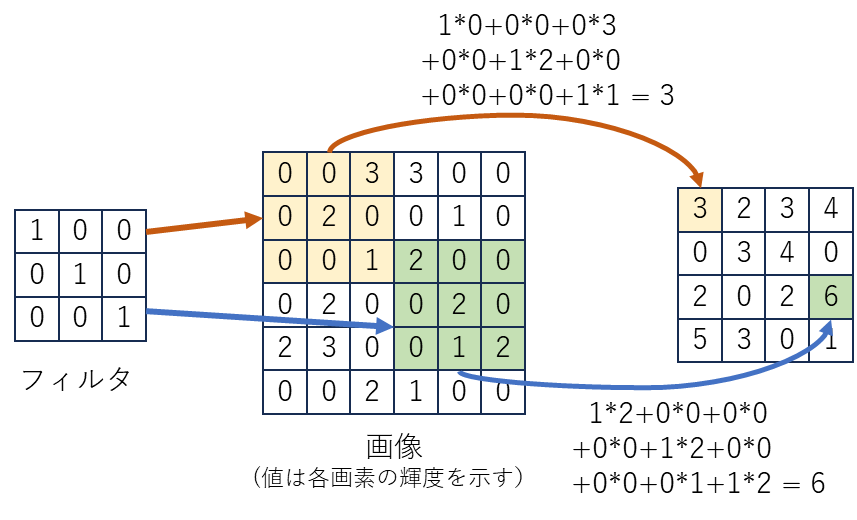 1*0+0*0+0*3
+0*0+1*2+0*0
+0*0+0*0+1*1 = 3
1 0 0
0 1 0
0 0 1
フィルタ
0 0 3 3 0 0
0 2 0 0 1 0
0 0 1 2 0 0
0 2 0 0 2 0
2 3 0 0 1 2
0 0 2 1 0 0
画像
(値は各画素の輝度を示す)
3 2 3 4
0 3 4 0
2 0 2 6
5 3 0 1
1*2+0*0+0*0
+0*0+1*2+0*0
+0*0+0*1+1*2 = 6